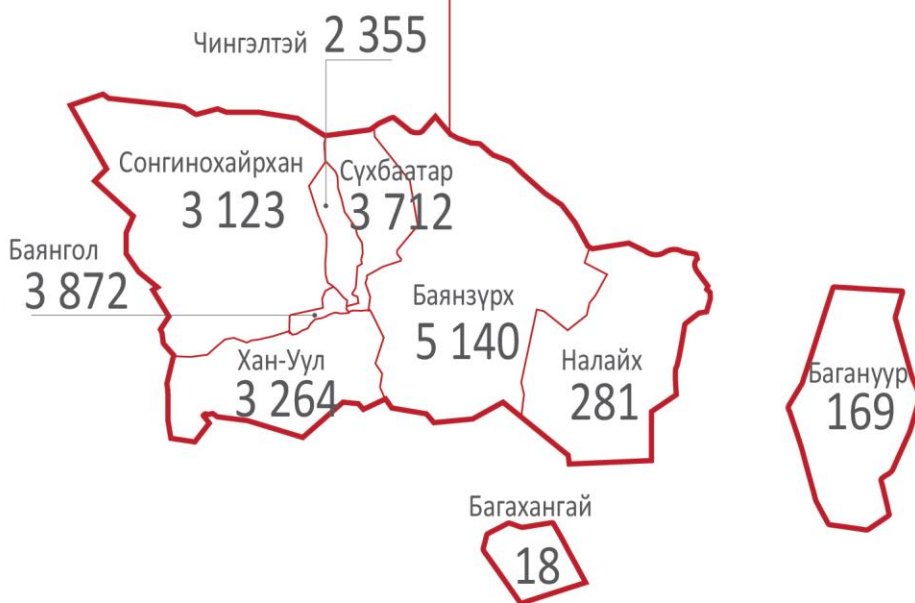 Чингэлтэй 2 355
Сонгинохайрхан
3 123
Сүхбаатар
3 712
Баянгол
3 872
Баянзүрх
5 140
Хан-Уул
3 264
Налайх
281
Багануур
169
Багахангай
18